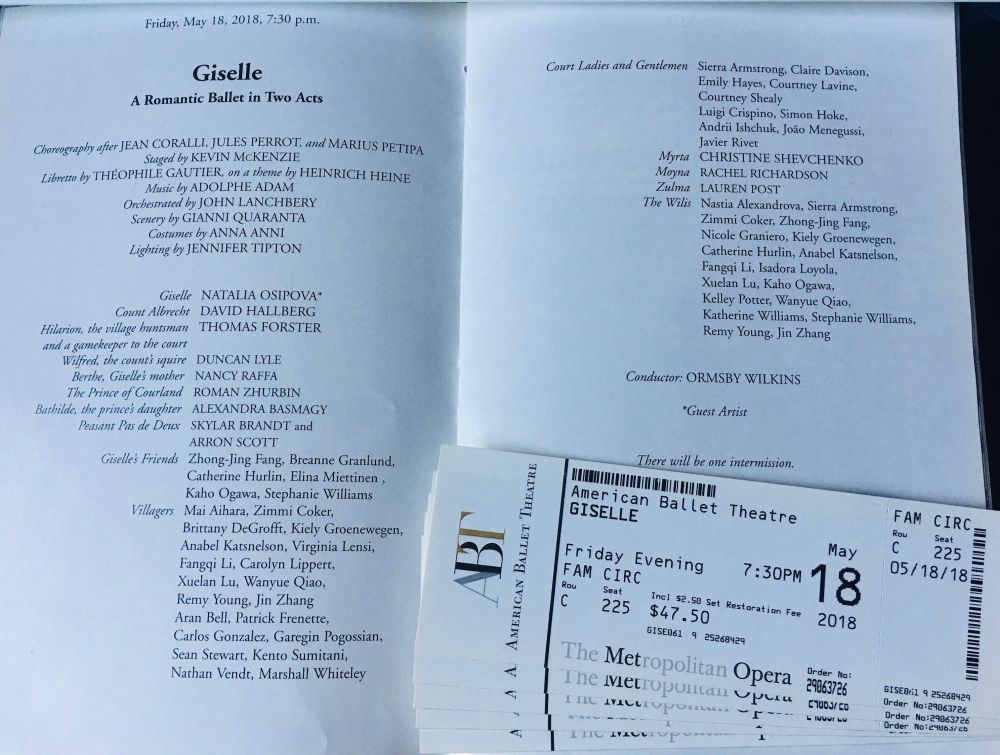 Friday, May 18, 2018, 7:30 p.m.
Giselle
A Romantic Ballet in Two Acts
Choreography after JEAN CORALLI, JULES PERROT, and MARIUS PETIPA
Staged by KEVIN McKENZIE
Libretto by THÉOPHILE GAUTIER, on a theme by HEINRICH HEINE
Music by ADOLPHE ADAM
Orchestrated by JOHN LANCHBERY
Scenery by GIANNI QUARANTA
Costumes by ANNA ANNI
Lighting by JENNIFER TIPTON
Giselle NATALIA OSIPOVA*
Count Albrecht DAVID HALLBERG
Hilarion, the village huntsman THOMAS FORSTER
and a gamekeeper to the court
Wilfred, the count's squire DUNCAN LYLE
Berthe, Giselle's mother NANCY RAFFA
The Prince of Courland ROMAN ZHURBIN
Bathilde, the prince's daughter ALEXANDRA BASMAGY
Peasant Pas de Deux SKYLAR BRANDT and
ARRON SCOTT
Giselle's Friends Zhong-Jing Fang, Breanne Granlund,
Catherine Hurlin, Elina Miettinen ,
Kaho Ogawa, Stephanie Williams
Villagers Mai Aihara, Zimmi Coker,
Brittany DeGrofft, Kiely Groenewegen,
Anabel Katsnelson, Virginia Lensi,
Fangqi Li, Carolyn Lippert,
Xuelan Lu, Wanyue Qiao,
Remy Young, Jin Zhang
Aran Bell, Patrick Frenette,
Carlos Gonzalez, Garegin Pogossian,
Sean Stewart, Kento Sumitani,
Nathan Vendt, Marshall Whiteley
Court Ladies and Gentlemen Sierra Armstrong, Claire Davison,
Emily Hayes, Courtney Lavine,
Courtney Shealy
Luigi Crispino, Simon Hoke,
Andrii Ishchuk, João Menegussi,
Javier Rivet
Myrta CHRISTINE SHEVCHENKO
Moyna RACHEL RICHARDSON
Zulma LAUREN POST
The Wilis Nastia Alexandrova, Sierra Armstrong,
Zimmi Coker, Zhong-Jing Fang,
Nicole Graniero, Kiely Groenewegen,
Catherine Hurlin, Anabel Katsnelson,
Fangqi Li, Isadora Loyola,
Xuelan Lu, Kaho Ogawa,
Kelley Potter, Wanyue Qiao,
Katherine Williams, Stephanie Williams,
Remy Young, Jin Zhang
Conductor: ORMSBY WILKINS
*Guest Artist
There will be one intermission.
ABT
AMERICAN BALLET THEATRE
American Ballet Theatre
GISELLE
Friday Evening 7:30PM May 18 2018
FAM CIRC
Row Seat Incl $2.50 Set Restoration Fee
C 225 $47.50
GISE061 9 25268429
The Metropolitan Opera
Order No:
29063726
FAM CIRC
Row Seat
C 225
05/18/18
GISE061 9 25268429
Order No:29063726
The Metropolitan Opera
Order No:29063726
The Metropolitan Opera
Order No:29063726
The Metropolitan